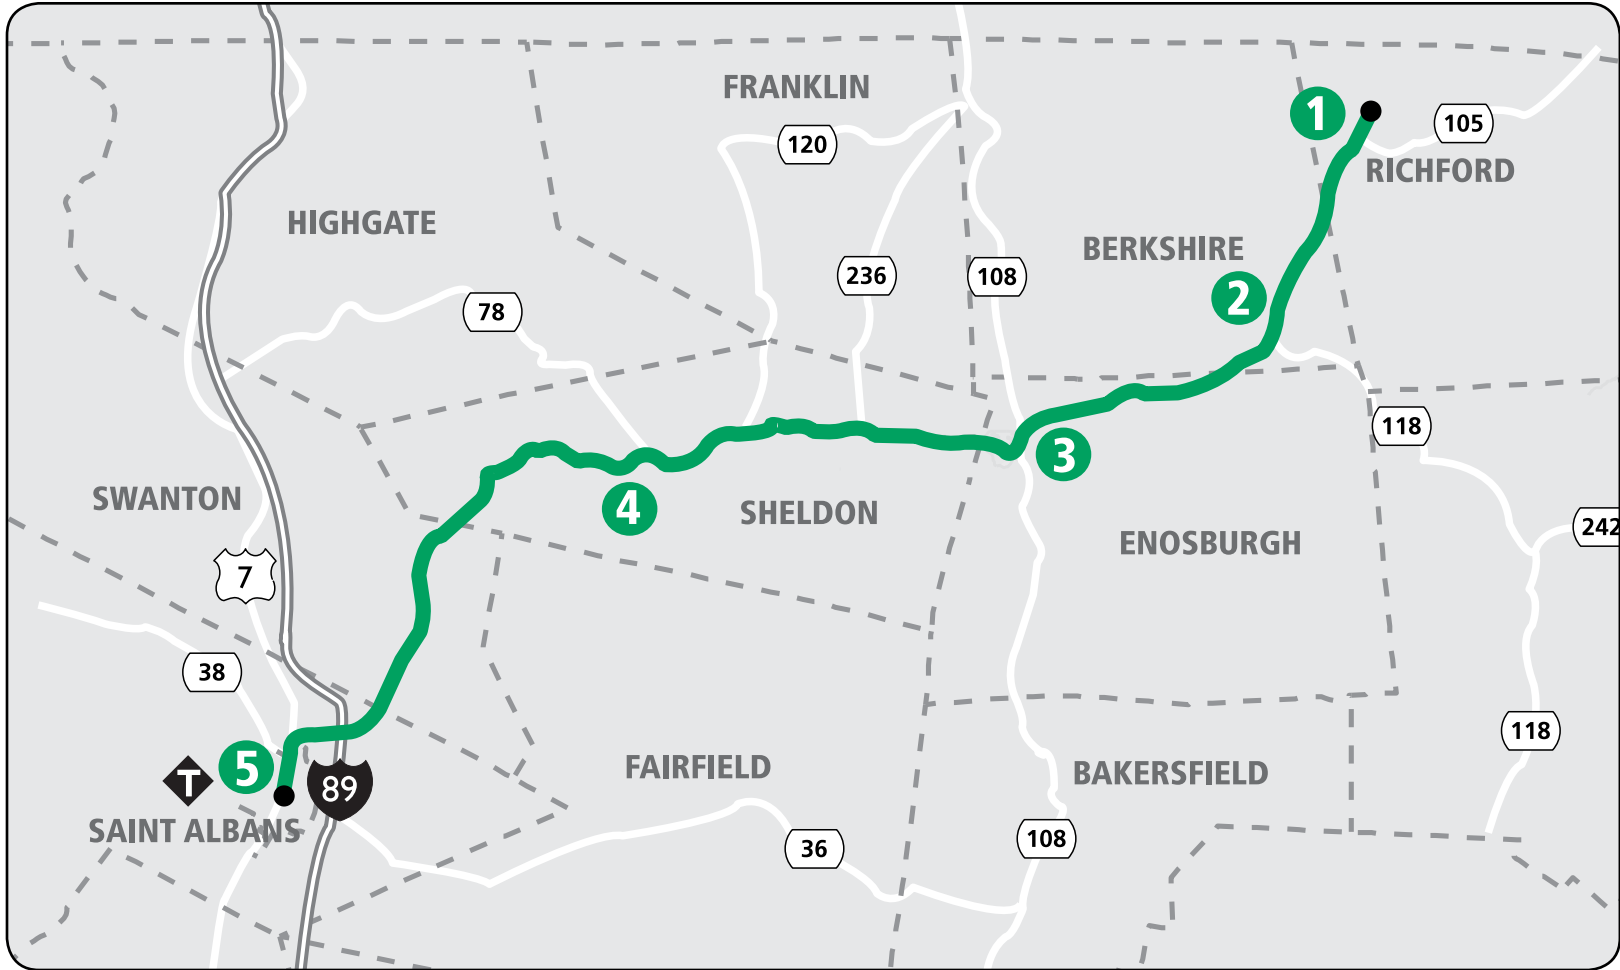 FRANKLIN
1
105
120
RICHFORD
HIGHGATE
BERKSHIRE
236
108
2
78
118
3
SWANTON
4
SHELDON
242
ENOSBURGH
7
38
118
5
T
FAIRFIELD
BAKERSFIELD
89
SAINT ALBANS
108
36